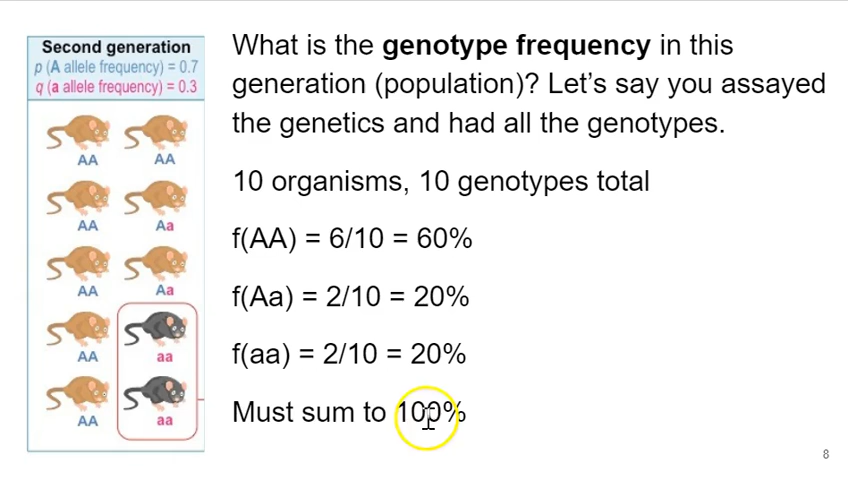 Second generation
p (A allele frequency) = 0.7
q (a allele frequency) = 0.3
AA AA
AA Aa
AA Aa
AA aa
AA aa
What is the genotype frequency in this
generation (population)? Let's say you assayed
the genetics and had all the genotypes.
10 organisms, 10 genotypes total
f(AA) = 6/10 = 60%
f(Aa) = 2/10 = 20%
f(aa) = 2/10 = 20%
Must sum to 100%
8